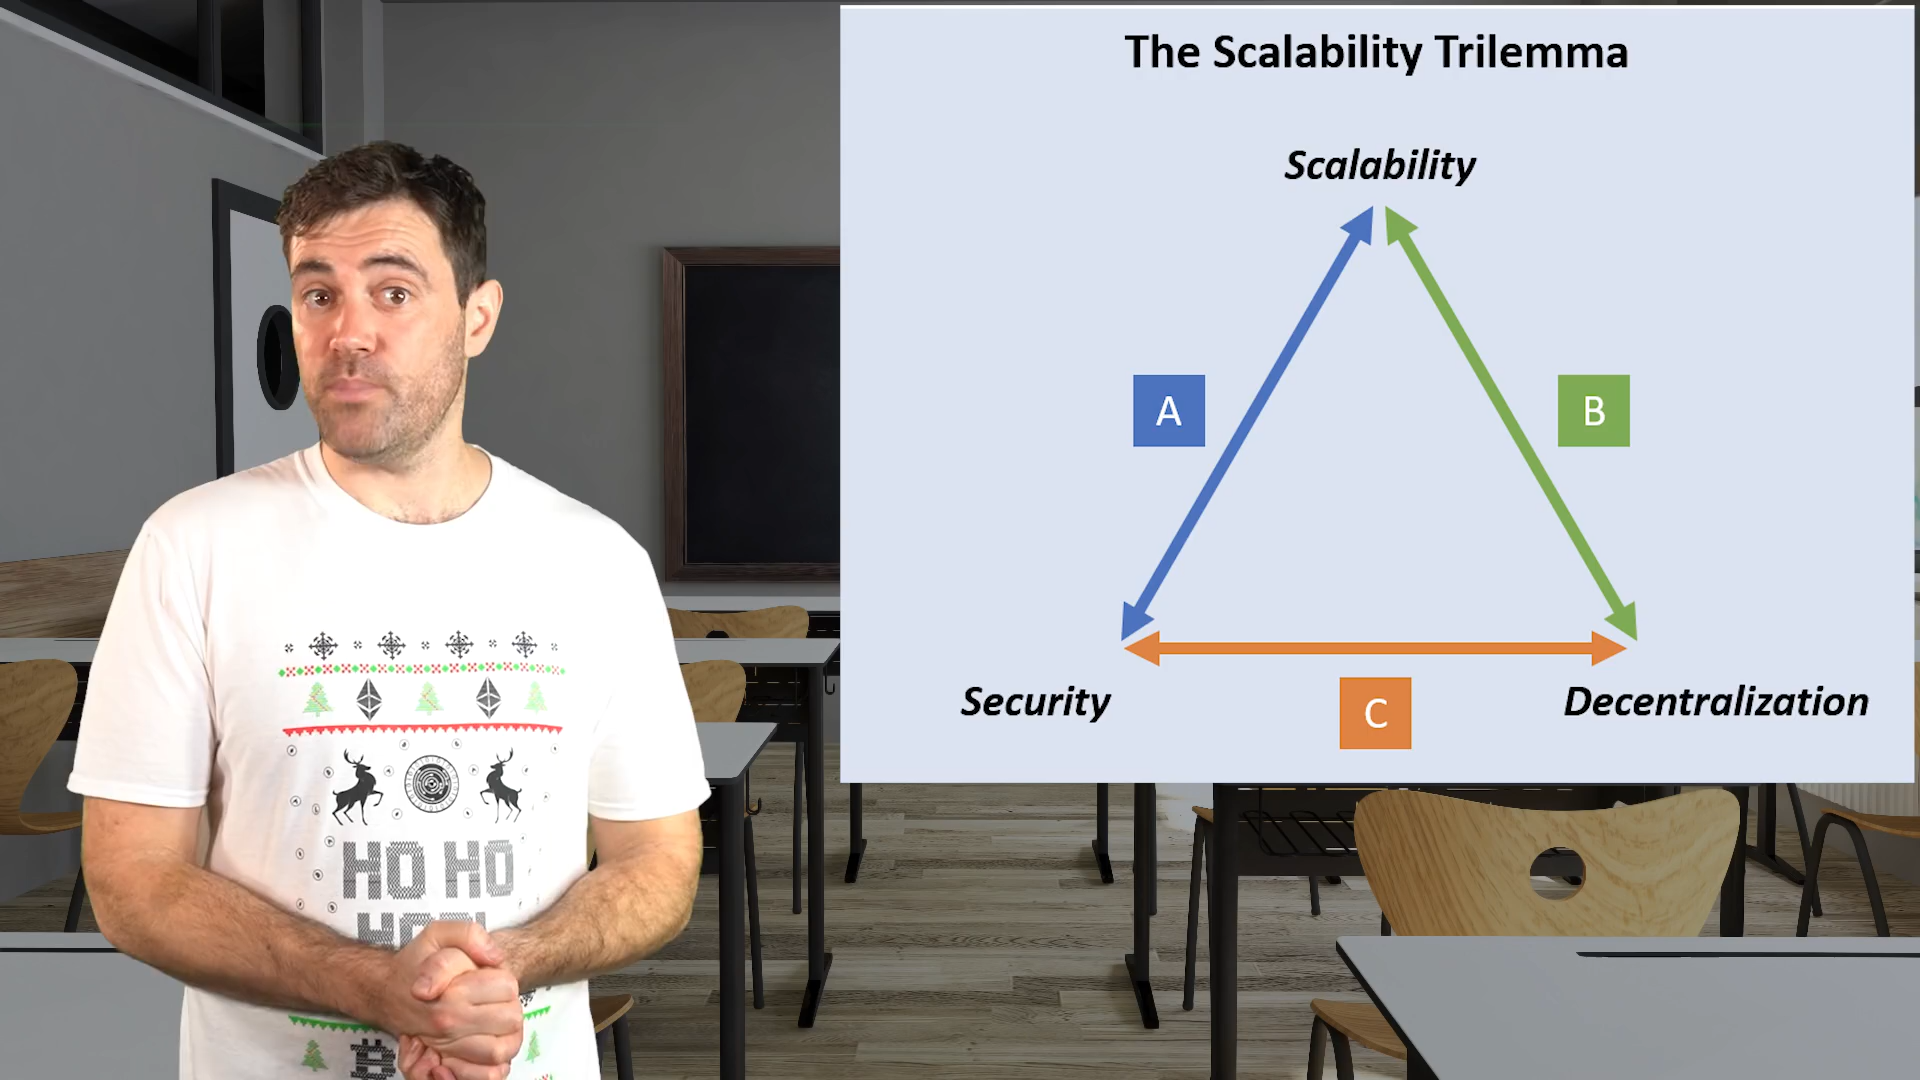 The Scalability Trilemma
Scalability
A
B
Security
C
Decentralization
HO HO